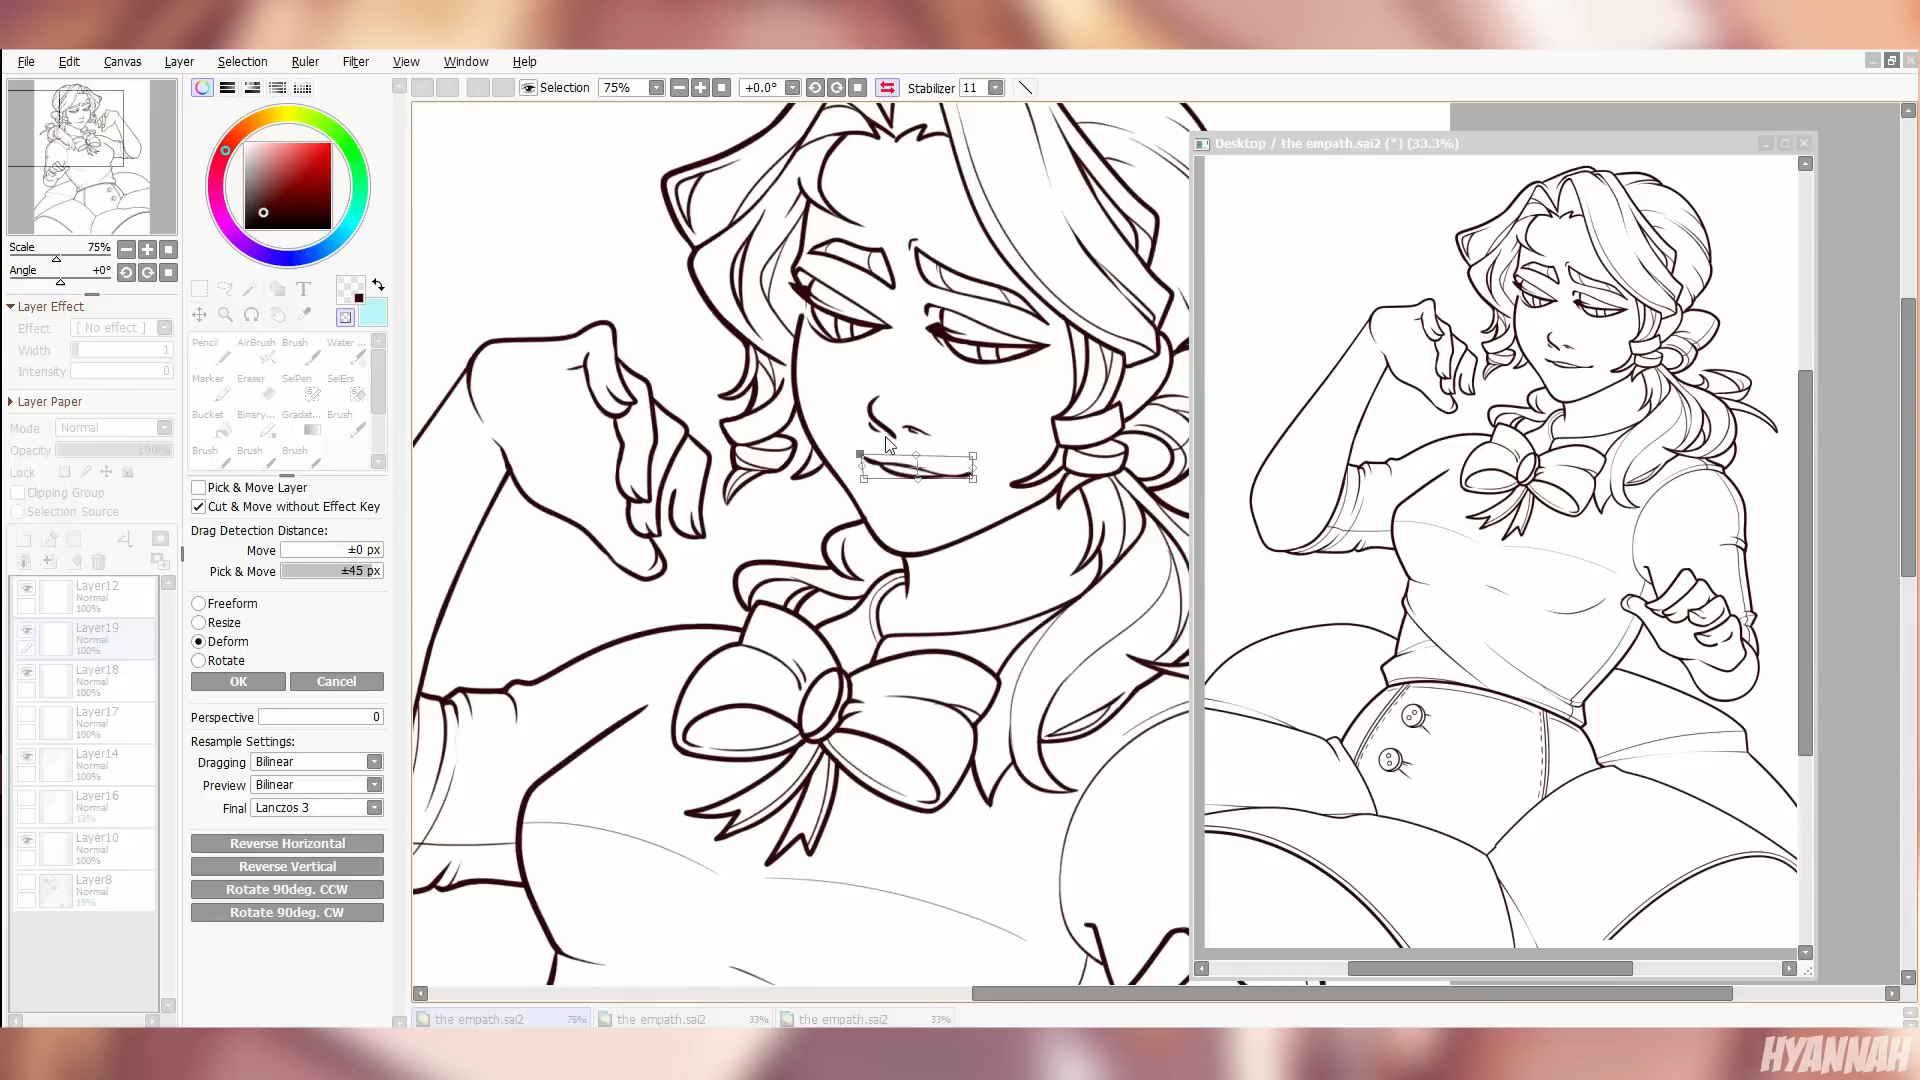 File Edit Canvas Layer Selection Ruler Filter View Window Help
Selection 75% +0.0° Stabilizer 11
Desktop / the empath.sai2 (*) (33.3%)
Scale 75%
Angle +0°
Layer Effect
Effect [ No effect ]
Width 1
Intensity 0
Layer Paper
Mode Normal
Opacity 100%
Lock
Clipping Group
Selection Source
Layer12
Normal
100%
Layer19
Normal
100%
Layer18
Normal
100%
Layer17
Normal
100%
Layer14
Normal
100%
Layer16
Normal
13%
Layer10
Normal
100%
Layer8
Normal
19%
T
Pencil AirBrush Brush Water ...
Marker Eraser SelPen SelErs
Bucket Binary... Gradat... Brush
Brush Brush Brush
Pick & Move Layer
Cut & Move without Effect Key
Drag Detection Distance:
Move ±0 px
Pick & Move ±45 px
Freeform
Resize
Deform
Rotate
OK Cancel
Perspective 0
Resample Settings:
Dragging Bilinear
Preview Bilinear
Final Lanczos 3
Reverse Horizontal
Reverse Vertical
Rotate 90deg. CCW
Rotate 90deg. CW
the empath.sai2 75% the empath.sai2 33% the empath.sai2 33%
HYANNAH